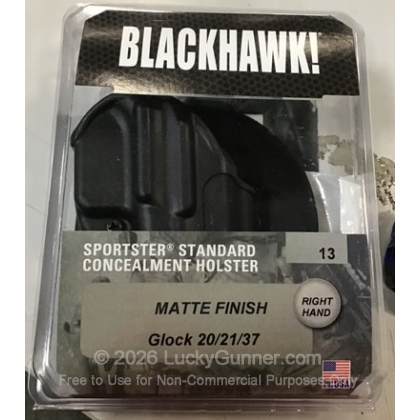 BLACKHAWK!
SPORTSTER® STANDARD
CONCEALMENT HOLSTER
13
MATTE FINISH
RIGHT
HAND
Glock 20/21/37
© 2026 LuckyGunner.com
Free to Use for Non-Commercial Purposes Only